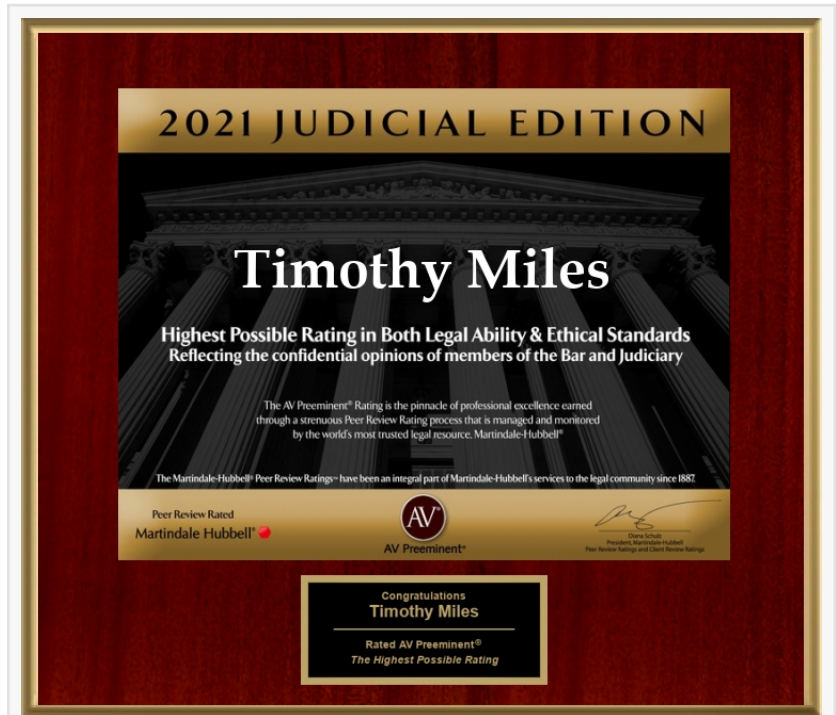 2021 JUDICIAL EDITION
Timothy Miles
Highest Possible Rating in Both Legal Ability & Ethical Standards
Reflecting the confidential opinions of members of the Bar and Judiciary
The AV Preeminent® Rating is the pinnacle of professional excellence earned
through a strenuous Peer Review Rating process that is managed and monitored
by the world's most trusted legal resource, Martindale-Hubbell®
The Martindale-Hubbell® Peer Review Ratings™ have been an integral part of Martindale-Hubbell's services to the legal community since 1887.
Peer Review Rated
Martindale Hubbell®
AV®
AV Preeminent®
Diana Schulz
President, Martindale-Hubbell
Peer Review Ratings and Client Review Ratings
Congratulations
Timothy Miles
Rated AV Preeminent®
The Highest Possible Rating